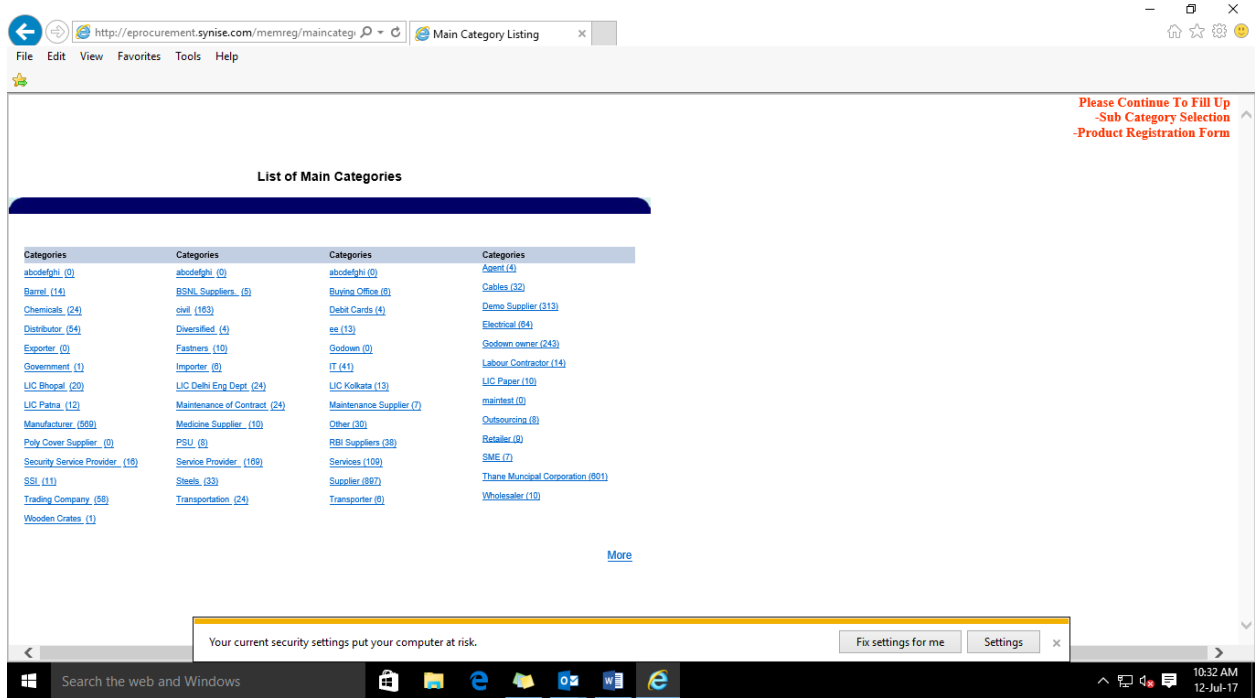 http://eprocurement.synise.com/memreg/maincateg
Main Category Listing
File Edit View Favorites Tools Help
Please Continue To Fill Up
-Sub Category Selection
-Product Registration Form
List of Main Categories
Categories Categories Categories Categories
abcdefghi (0) abcdefghi (0) abcdefghi (0) Agent (4)
Barrel (14) BSNL Suppliers. (5) Buying Office (6) Cables (32)
Chemicals (24) civil (163) Debit Cards (4) Demo Supplier (313)
Distributor (54) Diversified (4) ee (13) Electrical (64)
Exporter (0) Fastners (10) Godown (0) Godown owner (243)
Government (1) Importer (6) IT (41) Labour Contractor (14)
LIC Bhopal (20) LIC Delhi Eng Dept (24) LIC Kolkata (13) LIC Paper (10)
LIC Patna (12) Maintenance of Contract (24) Maintenance Supplier (7) maintest (0)
Manufacturer (569) Medicine Supplier (10) Other (30) Outsourcing (8)
Poly Cover Supplier (0) PSU (8) RBI Suppliers (38) Retailer (9)
Security Service Provider (16) Service Provider (169) Services (109) SME (7)
SSI (11) Steels (33) Supplier (897) Thane Muncipal Corporation (601)
Trading Company (58) Transportation (24) Transporter (6) Wholesaler (10)
Wooden Crates (1)
More
Your current security settings put your computer at risk. Fix settings for me Settings
Search the web and Windows
10:32 AM
12-Jul-17